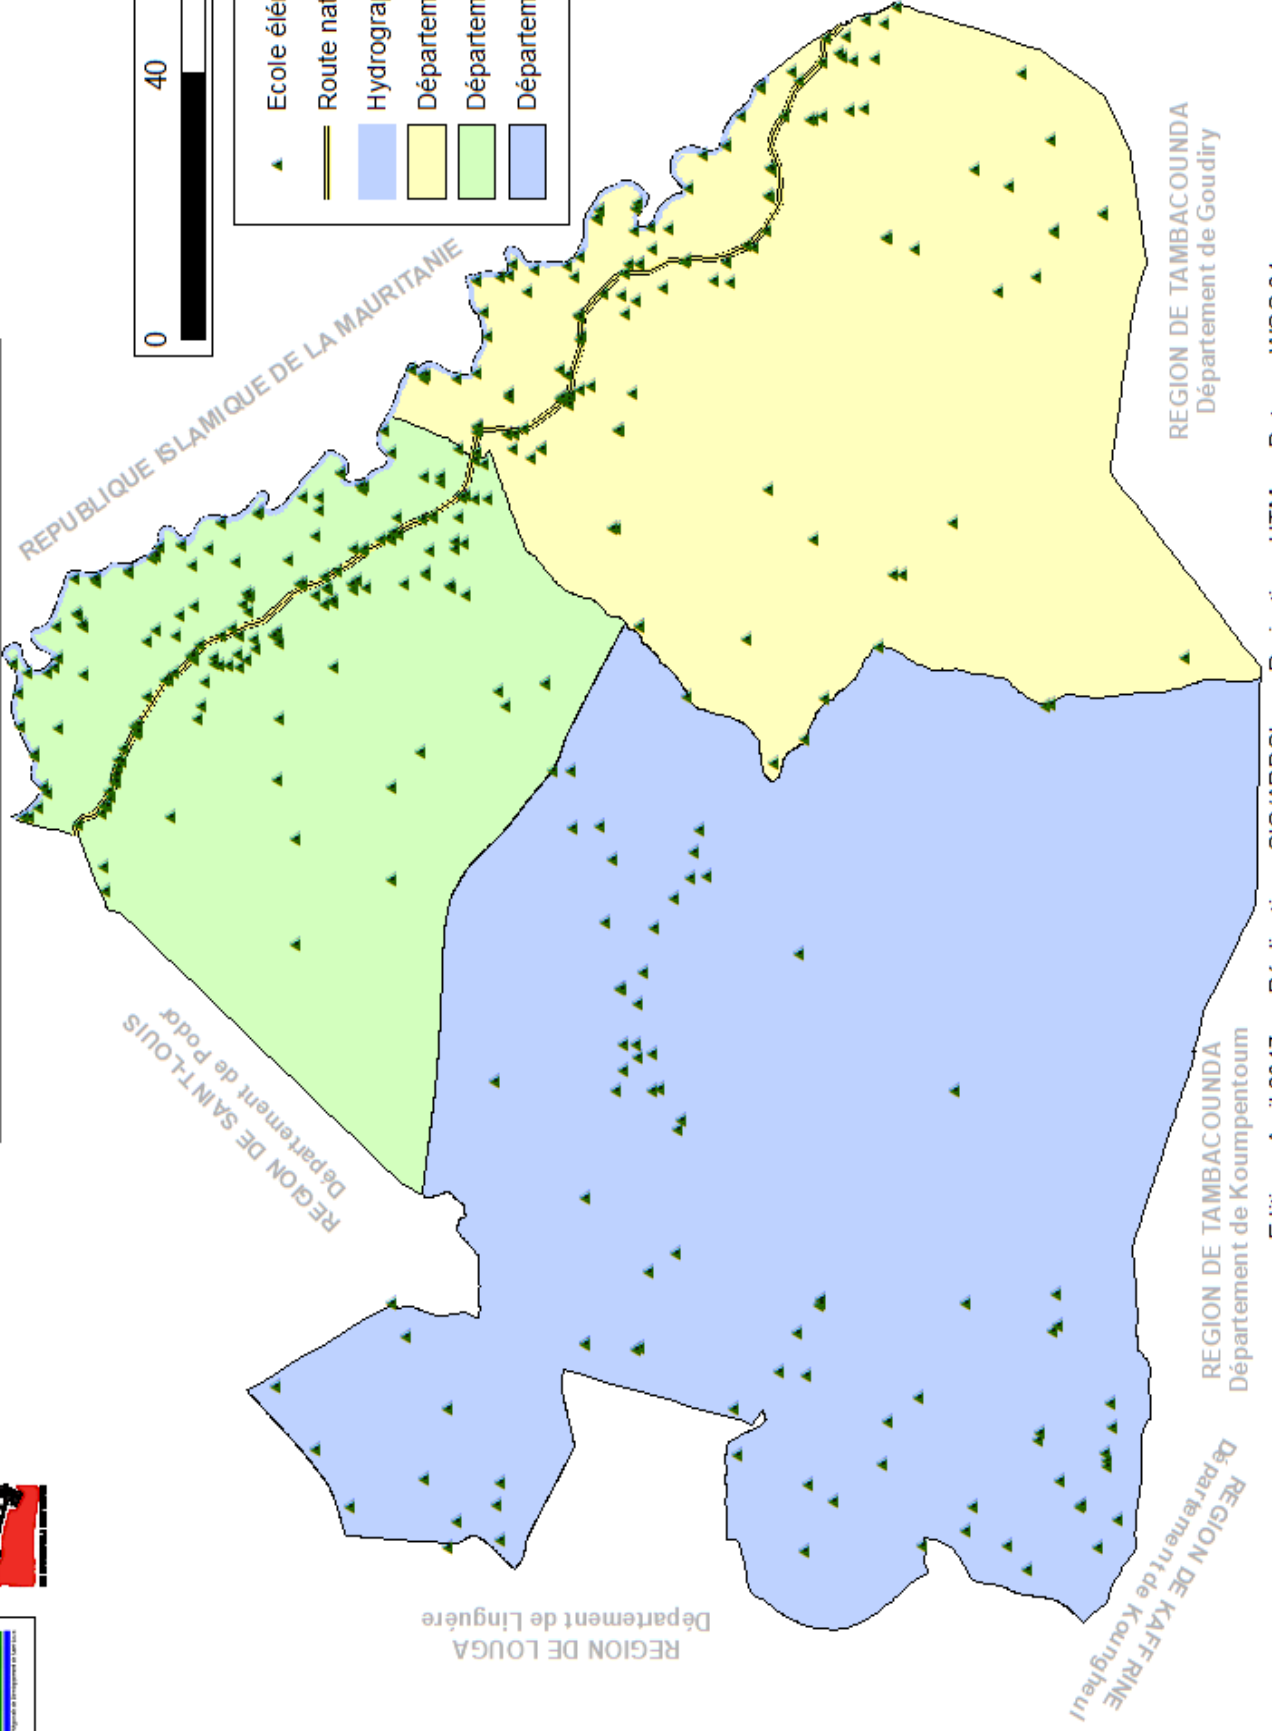 0
40
Ecole élé
Route nat
Hydrograp
Départem
Départem
Départem
REPUBLIQUE ISLAMIQUE DE LA MAURITANIE
REGION DE SAINT-LOUIS
Département de Podor
REGION DE TAMBACOUNDA
Département de Goudiry
REGION DE TAMBACOUNDA
Département de Koumpentoum
REGION DE LOUGA
Département de Linguère
REGION DE KAFFRINE
Département de Koungheul